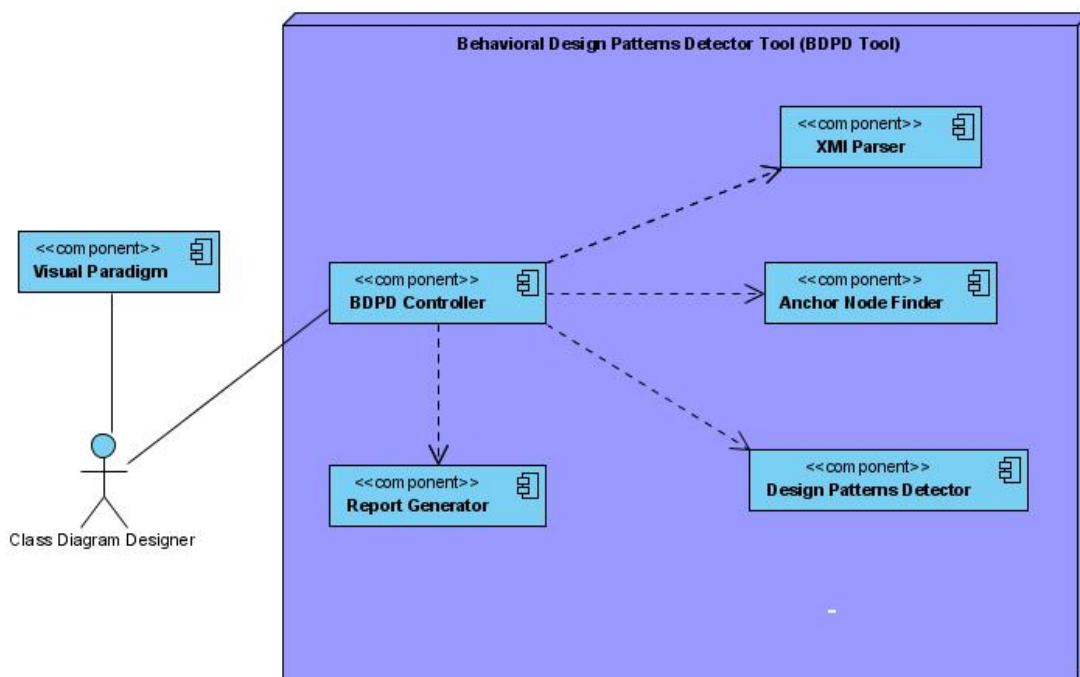 Behavioral Design Patterns Detector Tool (BDPD Tool)
<<component>>
XMI Parser
<<component>>
Visual Paradigm
<<component>>
BDPD Controller
<<component>>
Anchor Node Finder
<<component>>
Report Generator
<<component>>
Design Patterns Detector
Class Diagram Designer